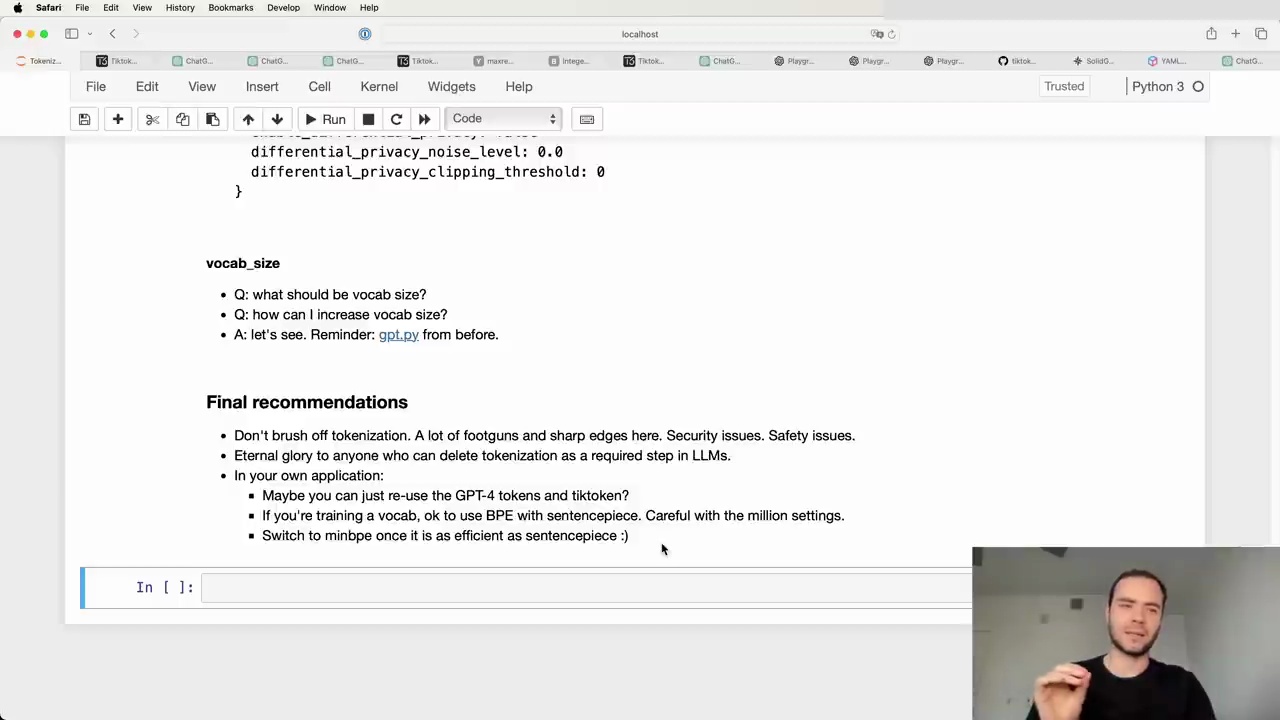 Safari File Edit View History Bookmarks Develop Window Help
localhost
Tokeniz... Tiktok... ChatG... ChatG... ChatG... Tiktok... maxre... Intege... Tiktok... ChatG... Playgr... Playgr... Playgr... tiktok... SolidG... YAML... ChatG...
File Edit View Insert Cell Kernel Widgets Help Trusted Python 3
Run Code
differential_privacy_noise_level: 0.0
differential_privacy_clipping_threshold: 0
}
vocab_size
Q: what should be vocab size?
Q: how can I increase vocab size?
A: let's see. Reminder: gpt.py from before.
Final recommendations
Don't brush off tokenization. A lot of footguns and sharp edges here. Security issues. Safety issues.
Eternal glory to anyone who can delete tokenization as a required step in LLMs.
In your own application:
Maybe you can just re-use the GPT-4 tokens and tiktoken?
If you're training a vocab, ok to use BPE with sentencepiece. Careful with the million settings.
Switch to minbpe once it is as efficient as sentencepiece :)
In [ ]: